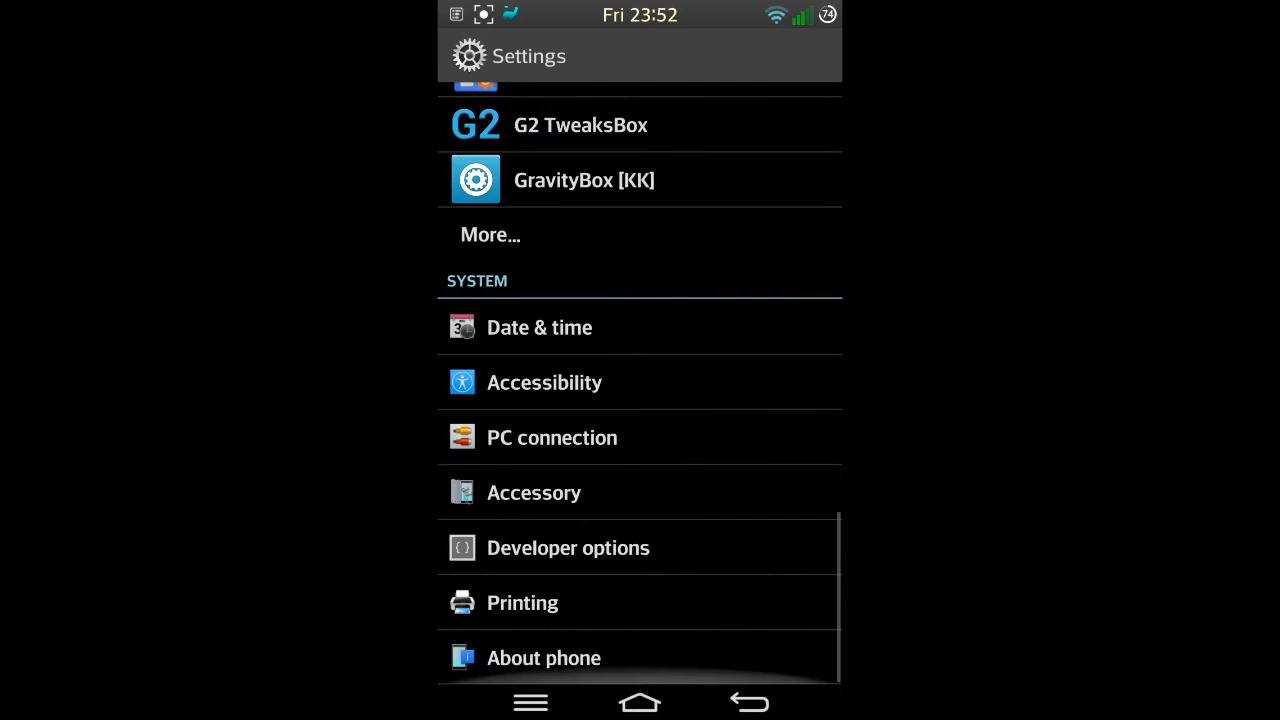 Fri 23:52
74
Settings
G2 G2 TweaksBox
GravityBox [KK]
More...
SYSTEM
Date & time
Accessibility
PC connection
Accessory
Developer options
Printing
About phone